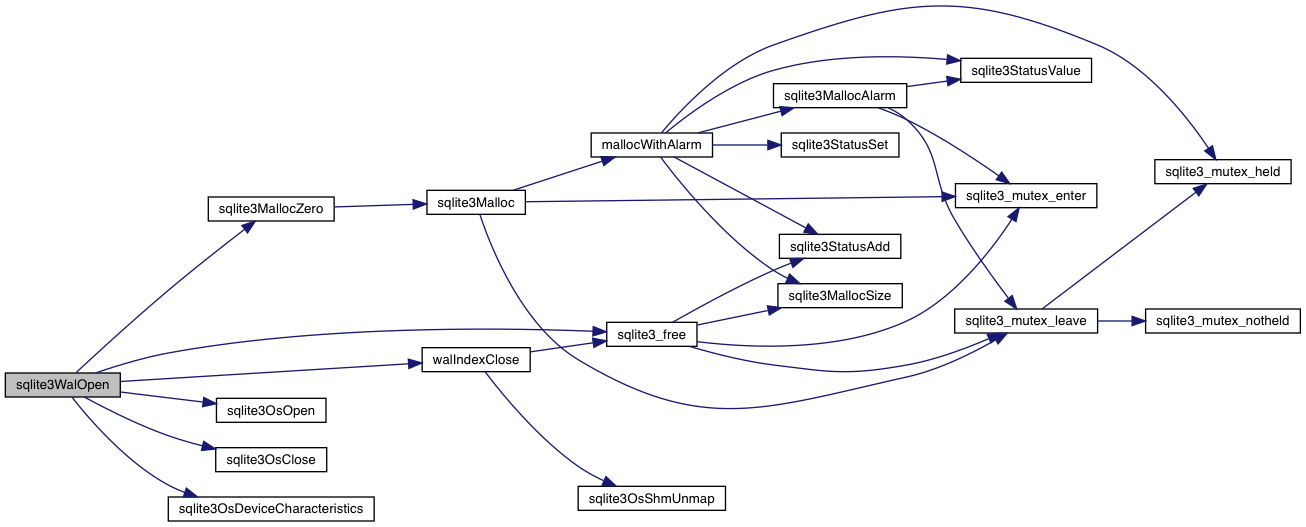 sqlite3WalOpen
sqlite3MallocZero
sqlite3OsOpen
sqlite3OsClose
sqlite3OsDeviceCharacteristics
sqlite3Malloc
walIndexClose
mallocWithAlarm
sqlite3_free
sqlite3OsShmUnmap
sqlite3MallocAlarm
sqlite3StatusSet
sqlite3StatusAdd
sqlite3MallocSize
sqlite3StatusValue
sqlite3_mutex_enter
sqlite3_mutex_leave
sqlite3_mutex_held
sqlite3_mutex_notheld